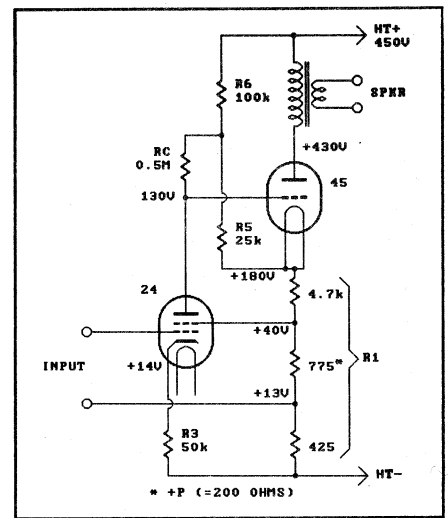 HT+
450V
R6
100k
SPKR
RC
0.5M
+430V
130V
45
R5
25k
+180V
24
4.7k
+40V
INPUT
+14V
775*
R1
+13V
R3
50k
425
HT-
* +P (=200 OHMS)